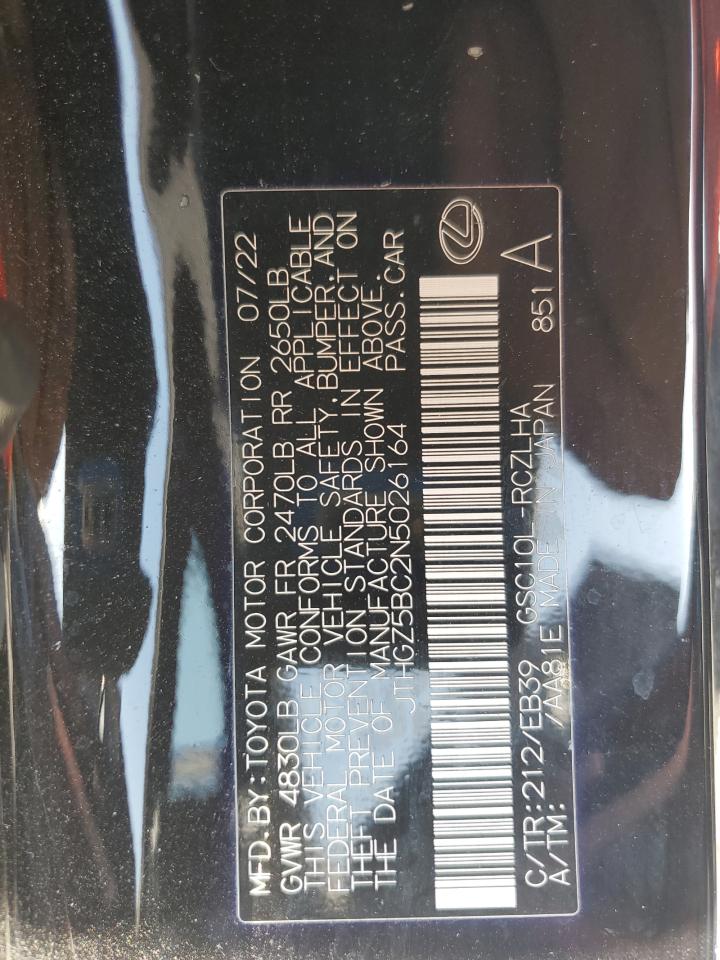 MFD.BY:TOYOTA MOTOR CORPORATION 07/22
GVWR 4830LB GAWR FR 2470LB RR 2650LB
THIS VEHICLE CONFORMS TO ALL APPLICABLE
FEDERAL MOTOR VEHICLE SAFETY,BUMPER,AND
THEFT PREVENTION STANDARDS IN EFFECT ON
THE DATE OF MANUFACTURE SHOWN ABOVE.
JTHGZ5BC2N5026164 PASS.CAR
C/TR:212/EB39 GSC10L-RCZLHA 851A
A/TM: /AA81E MADE IN JAPAN